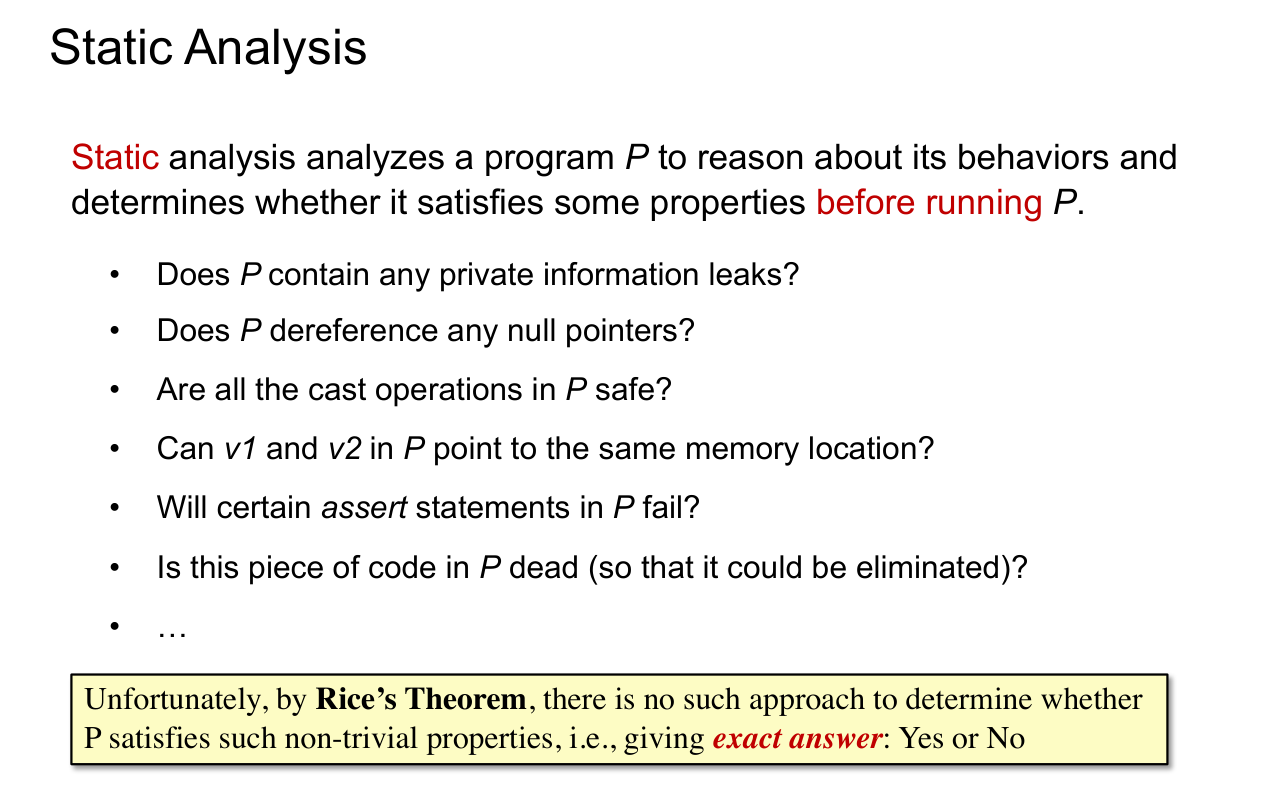 Static Analysis
Static analysis analyzes a program P to reason about its behaviors and
determines whether it satisfies some properties before running P.
• Does P contain any private information leaks?
• Does P dereference any null pointers?
• Are all the cast operations in P safe?
• Can v1 and v2 in P point to the same memory location?
• Will certain assert statements in P fail?
• Is this piece of code in P dead (so that it could be eliminated)?
• …
Unfortunately, by Rice’s Theorem, there is no such approach to determine whether
P satisfies such non-trivial properties, i.e., giving exact answer: Yes or No